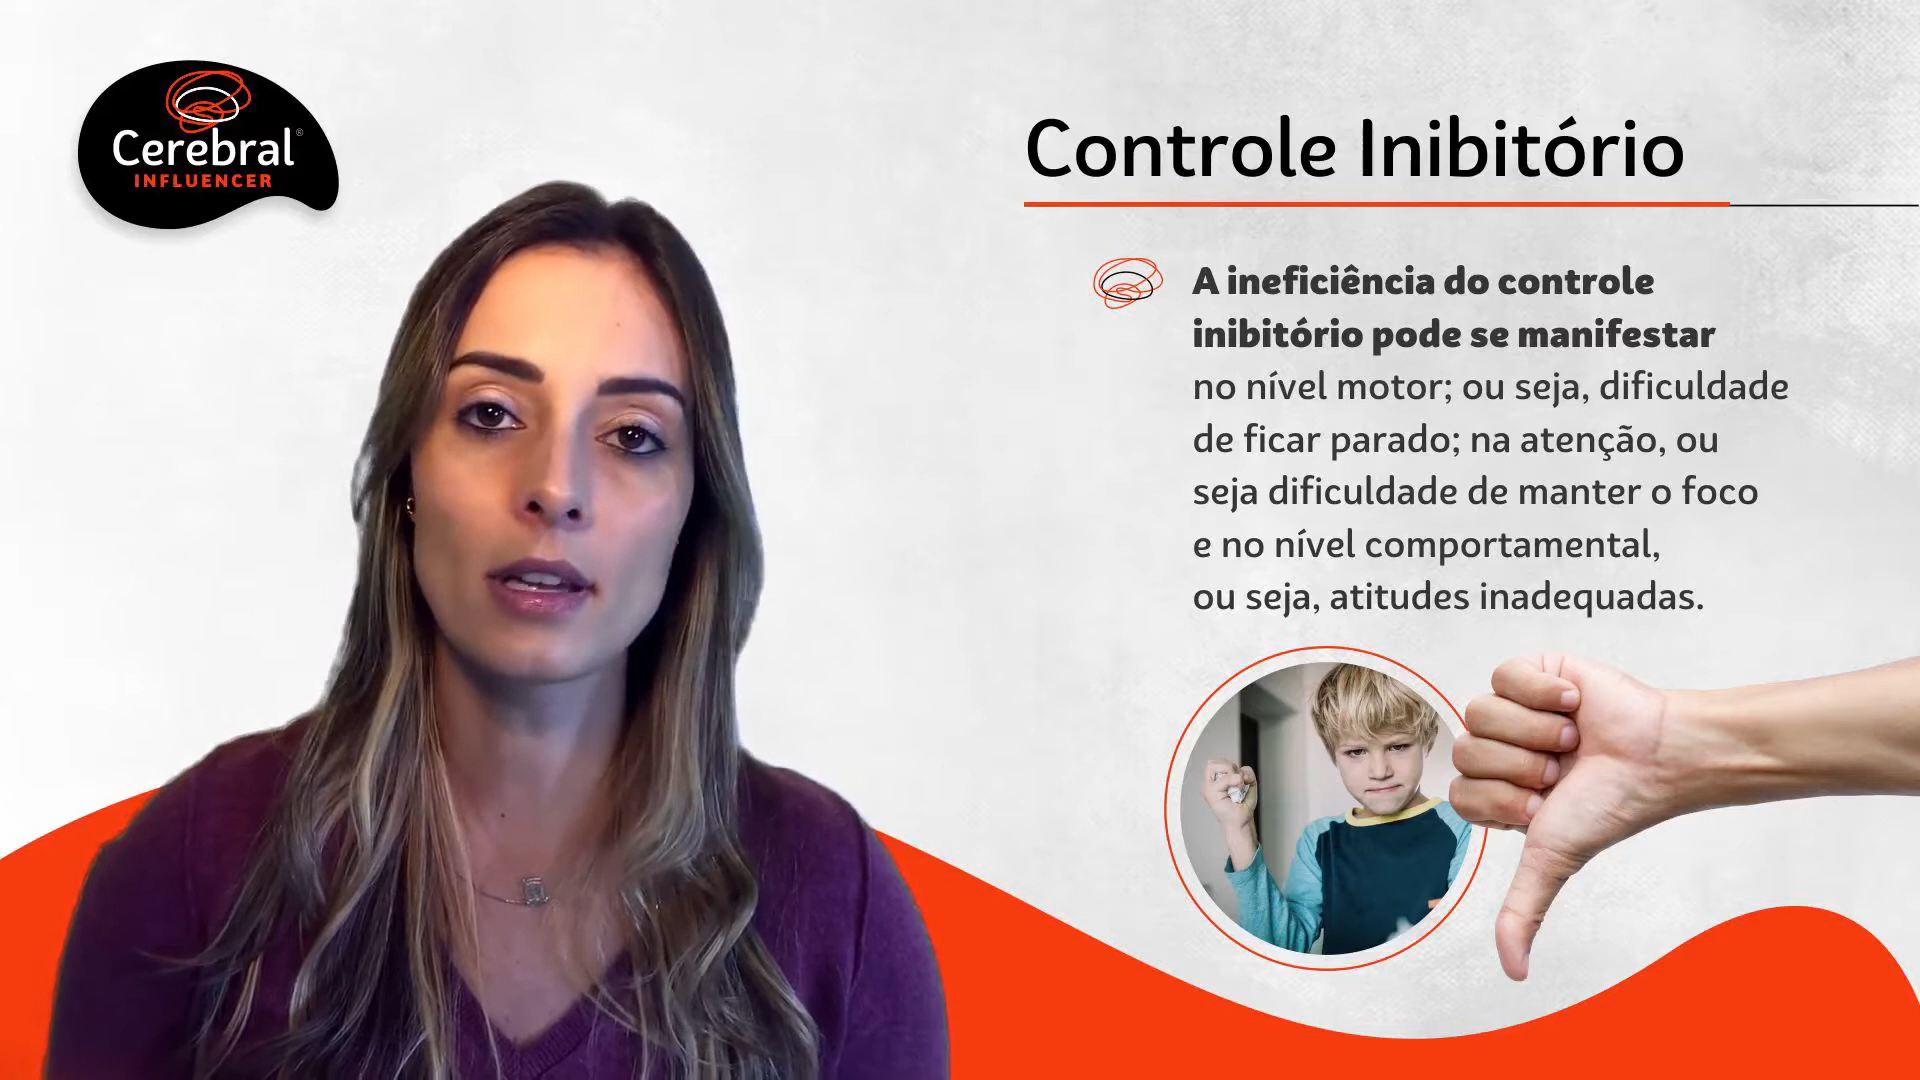 Cerebral®
INFLUENCER
Controle Inibitório
A ineficiência do controle
inibitório pode se manifestar
no nível motor; ou seja, dificuldade
de ficar parado; na atenção, ou
seja dificuldade de manter o foco
e no nível comportamental,
ou seja, atitudes inadequadas.